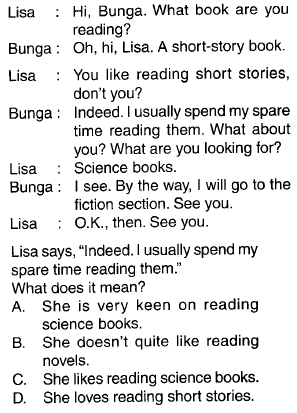 Lisa : Hi, Bunga. What book are you
reading?
Bunga : Oh, hi, Lisa. A short-story book.
Lisa : You like reading short stories,
don't you?
Bunga : Indeed. I usually spend my spare
time reading them. What about
you? What are you looking for?
Lisa : Science books.
Bunga : I see. By the way, I will go to the
fiction section. See you.
Lisa : O.K., then. See you.
Lisa says, "Indeed. I usually spend my
spare time reading them."
What does it mean?
A. She is very keen on reading
science books.
B. She doesn't quite like reading
novels.
C. She likes reading science books.
D. She loves reading short stories.